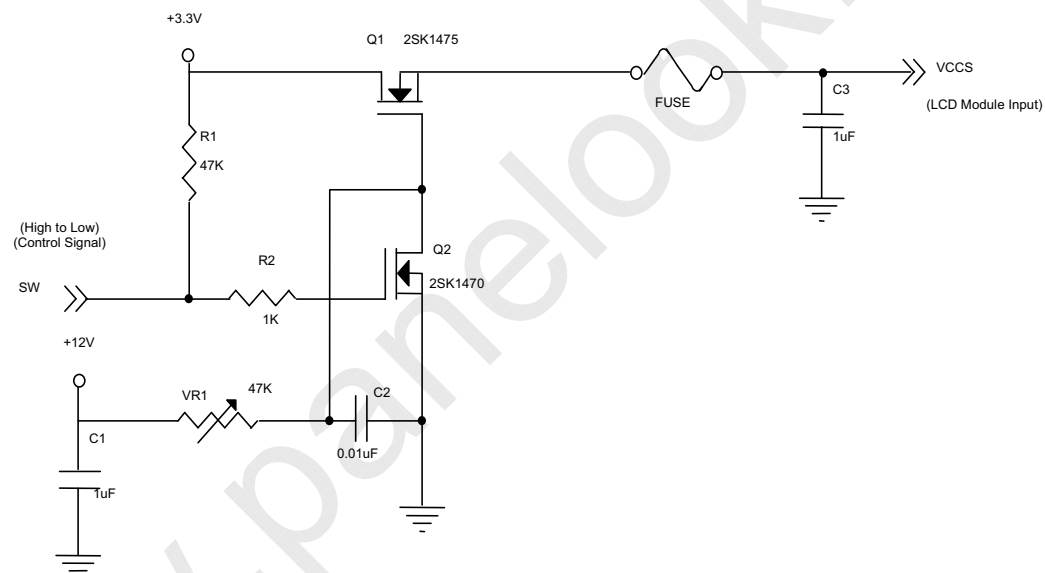 +3.3V
Q1 2SK1475
VCCS
FUSE
C3
(LCD Module Input)
1uF
R1
47K
(High to Low)
(Control Signal)
Q2
R2
SW
2SK1470
1K
+12V
VR1
47K
C2
C1
0.01uF
1uF
panelook